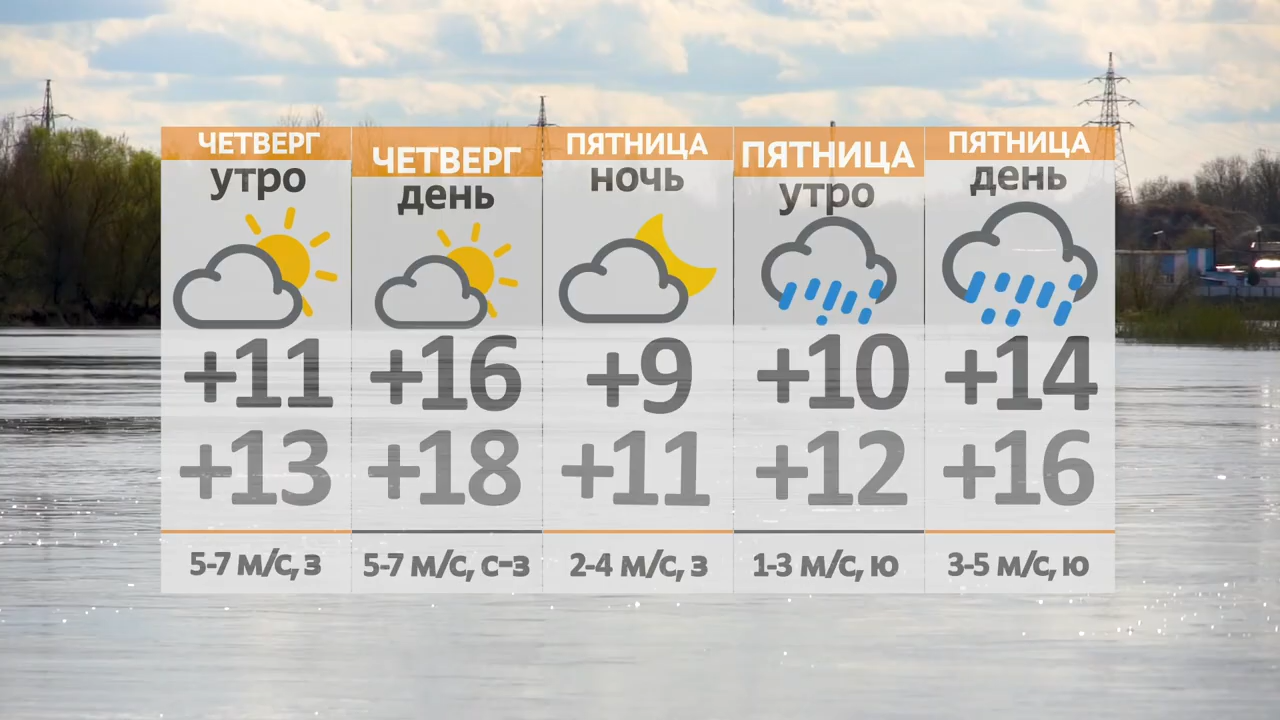 ЧЕТВЕРГ
утро
+11
+13
5-7 м/с, з
ЧЕТВЕРГ
день
+16
+18
5-7 м/с, с-з
ПЯТНИЦА
ночь
+9
+11
2-4 м/с, з
ПЯТНИЦА
утро
+10
+12
1-3 м/с, ю
ПЯТНИЦА
день
+14
+16
3-5 м/с, ю